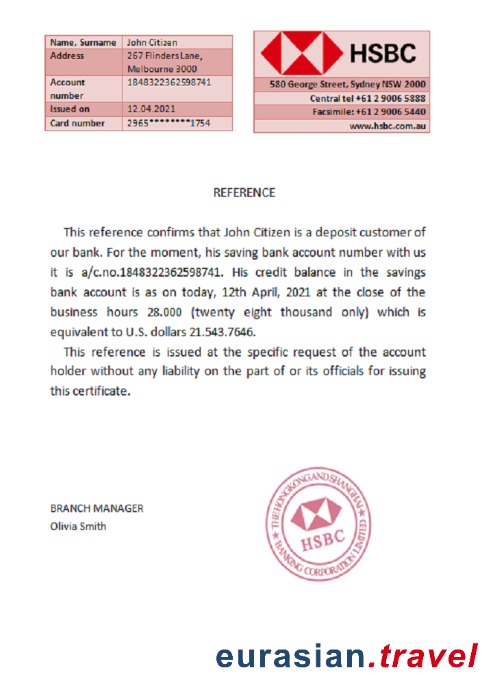 Name, Surname John Citizen
Address 267 Flinders Lane,
Melbourne 3000
Account
number 1848322362598741
Issued on 12.04.2021
Card number 2965********1754
HSBC
580 George Street, Sydney NSW 2000
Central tel +61 2 9006 5888
Facsimile: +61 2 9006 5440
www.hsbc.com.au
REFERENCE
This reference confirms that John Citizen is a deposit customer of
our bank. For the moment, his saving bank account number with us
it is a/c.no.1848322362598741. His credit balance in the savings
bank account is as on today, 12th April, 2021 at the close of the
business hours 28.000 (twenty eight thousand only) which is
equivalent to U.S. dollars 21.543.7646.
This reference is issued at the specific request of the account
holder without any liability on the part of or its officials for issuing
this certificate.
BRANCH MANAGER
Olivia Smith
THE HONGKONG AND SHANGHAI
BANKING CORPORATION LIMITED
HSBC
eurasian.travel